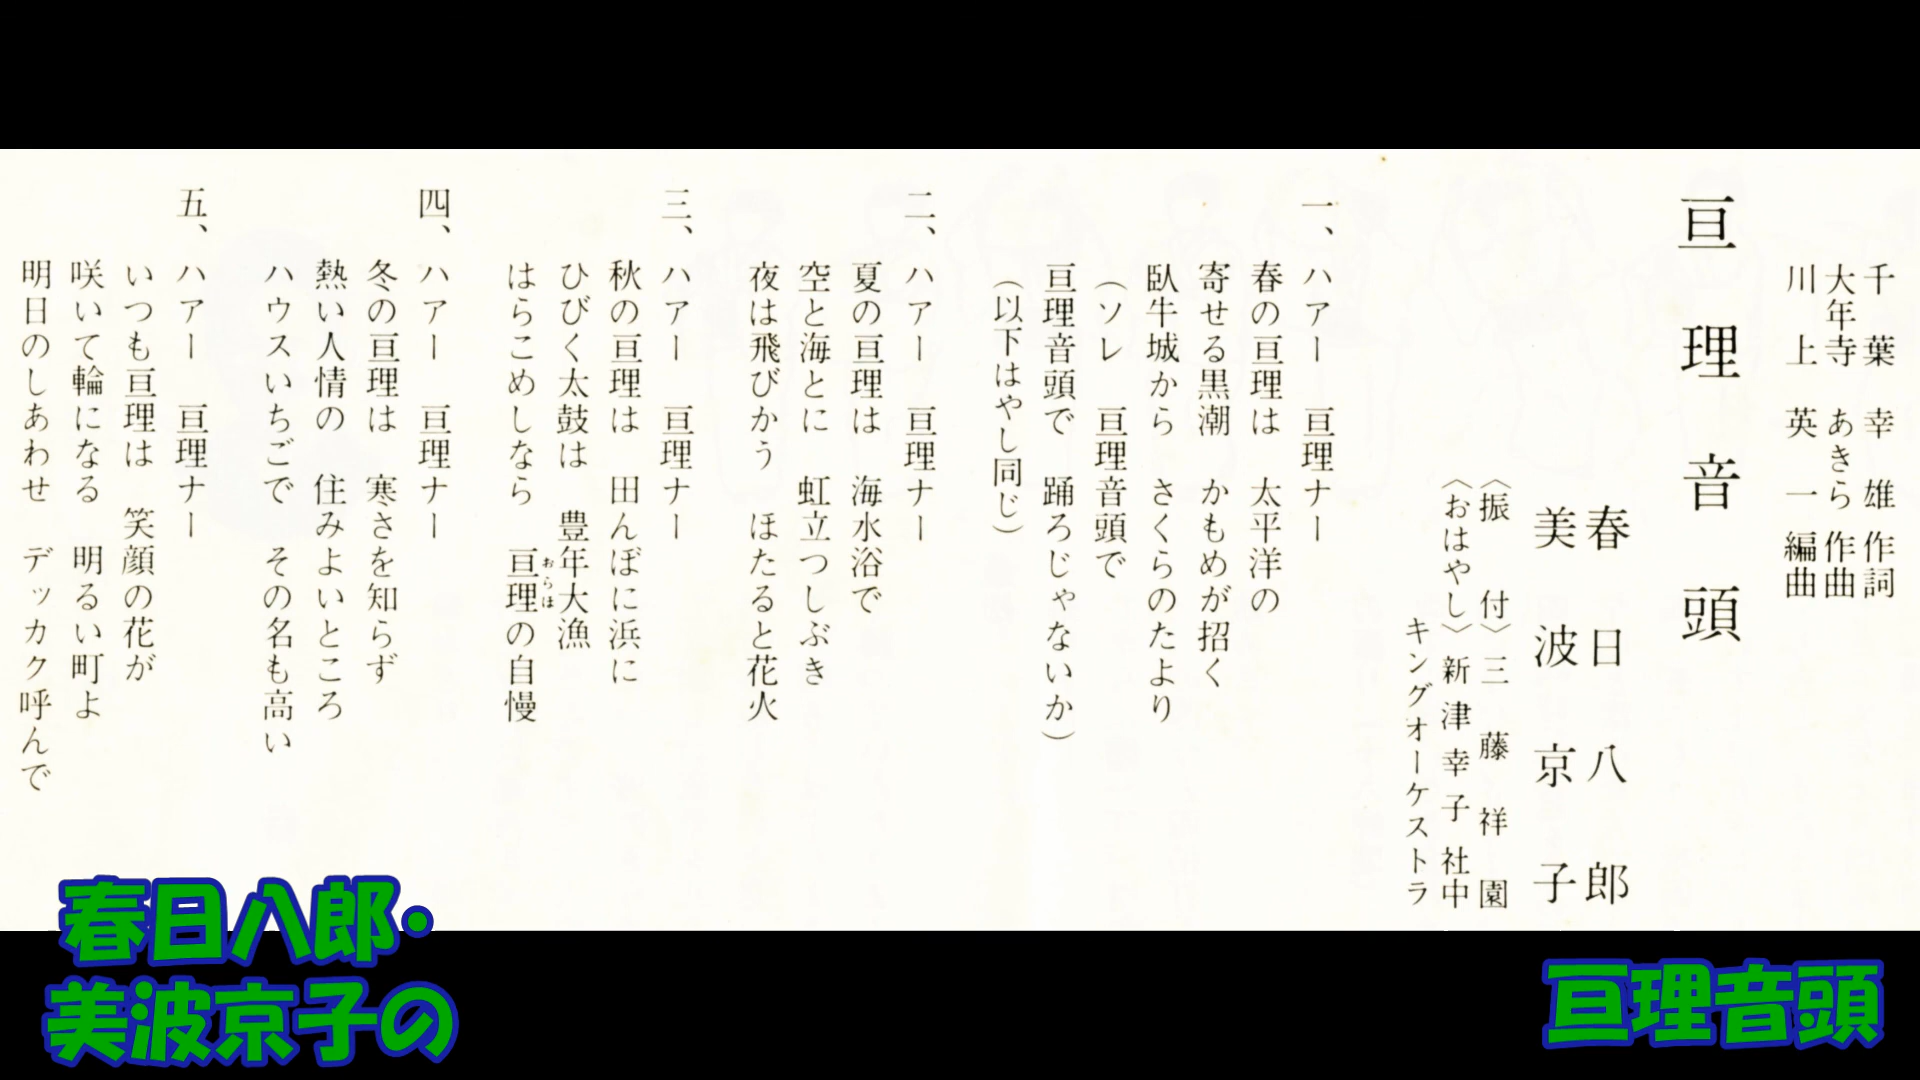 千葉幸雄 作詞
大年寺あきら 作曲
川上英一 編曲
亘理音頭
春日八郎
美波京子
〈振付〉三藤祥園
〈おはやし〉新津幸子社中
キングオーケストラ
一、ハアー 亘理ナー
春の亘理は 太平洋の
寄せる黒潮 かもめが招く
臥牛城から さくらのたより
（ソレ 亘理音頭で
亘理音頭で 踊ろじゃないか）
（以下はやし同じ）
二、ハアー 亘理ナー
夏の亘理は 海水浴で
空と海とに 虹立つしぶき
夜は飛びかう ほたると花火
三、ハアー 亘理ナー
秋の亘理は 田んぼに浜に
ひびく太鼓は 豊年大漁
はらこめしなら 亘理の自慢
おらほ
四、ハアー 亘理ナー
冬の亘理は 寒さを知らず
熱い人情の 住みよいところ
ハウスいちごで その名も高い
五、ハアー 亘理ナー
いつも亘理は 笑顔の花が
咲いて輪になる 明るい町よ
明日のしあわせ デッカク呼んで
春日八郎・
美波京子の
亘理音頭